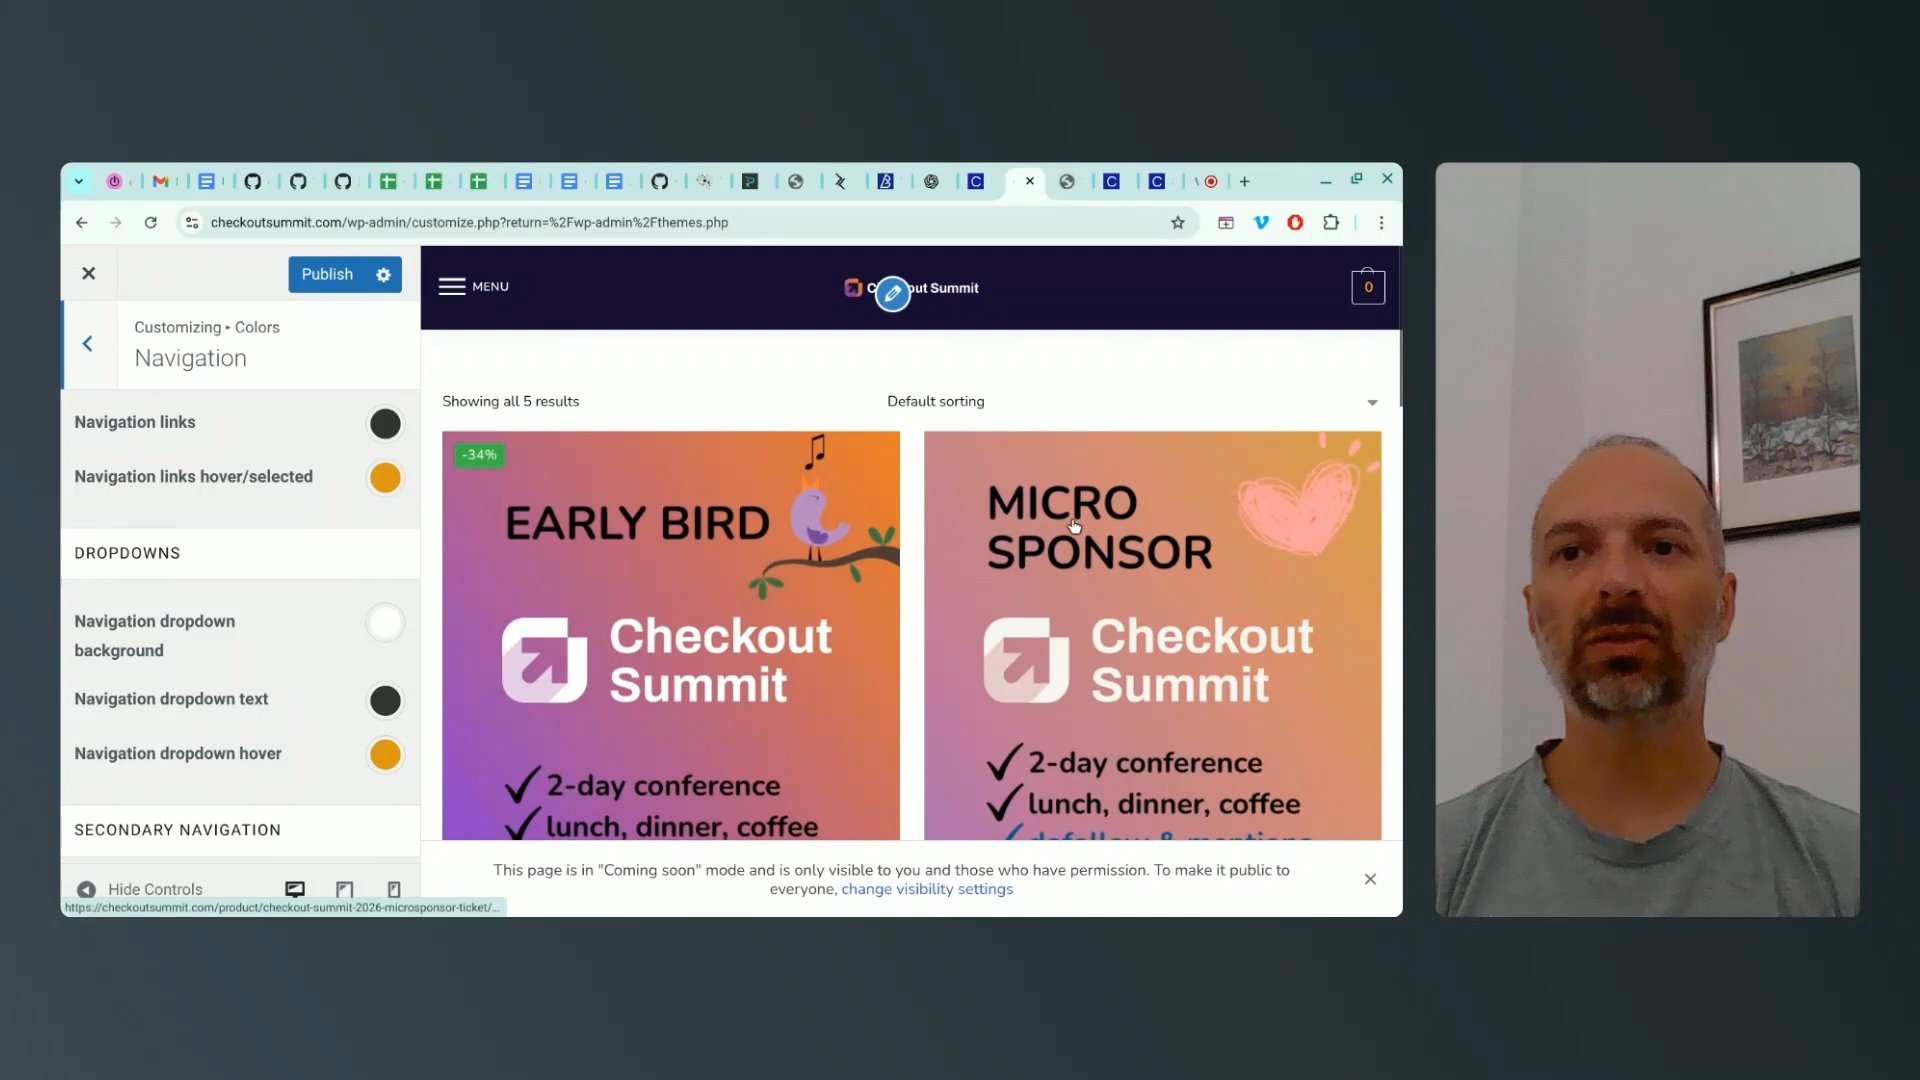 checkoutsummit.com/wp-admin/customize.php?return=%2Fwp-admin%2Fthemes.php
Publish
Customizing ▸ Colors
Navigation
Navigation links
Navigation links hover/selected
DROPDOWNS
Navigation dropdown
background
Navigation dropdown text
Navigation dropdown hover
SECONDARY NAVIGATION
Hide Controls
https://checkoutsummit.com/product/checkout-summit-2026-microsponsor-ticket/...
MENU
out Summit
0
Showing all 5 results
Default sorting
-34%
EARLY BIRD
Checkout
Summit
2-day conference
lunch, dinner, coffee
MICRO
SPONSOR
Checkout
Summit
2-day conference
lunch, dinner, coffee
This page is in "Coming soon" mode and is only visible to you and those who have permission. To make it public to
everyone, change visibility settings